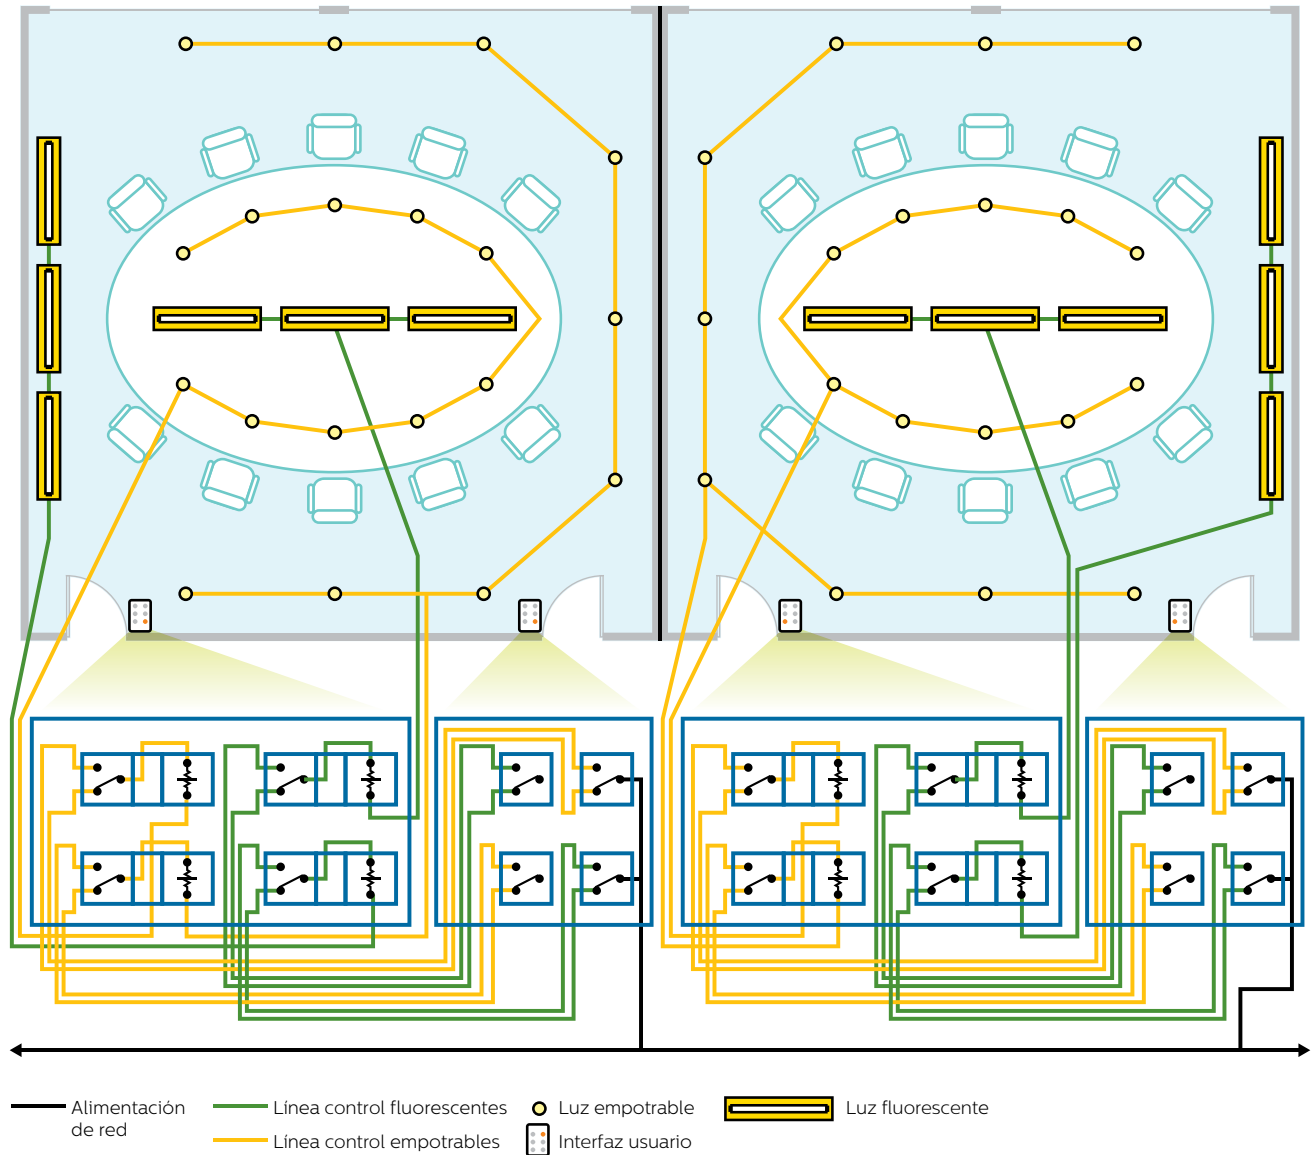 Alimentación
de red
Línea control fluorescentes
Línea control empotrables
Luz empotrable
Interfaz usuario
Luz fluorescente